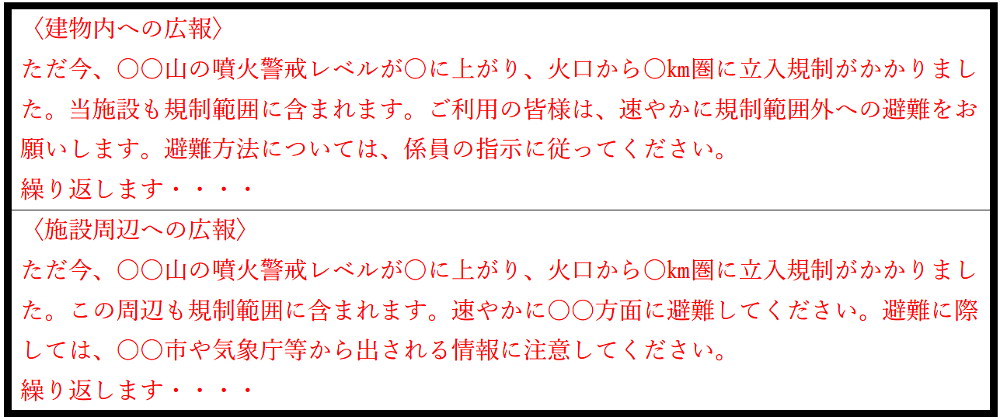 〈建物内への広報〉
ただ今、〇〇山の噴火警戒レベルが〇に上がり、火口から〇㎞圏に立入規制がかかりまし
た。当施設も規制範囲に含まれます。ご利用の皆様は、速やかに規制範囲外への避難をお
願いします。避難方法については、係員の指示に従ってください。
繰り返します・・・・
〈施設周辺への広報〉
ただ今、〇〇山の噴火警戒レベルが〇に上がり、火口から〇㎞圏に立入規制がかかりまし
た。この周辺も規制範囲に含まれます。速やかに〇〇方面に避難してください。避難に際
しては、〇〇市や気象庁等から出される情報に注意してください。
繰り返します・・・・